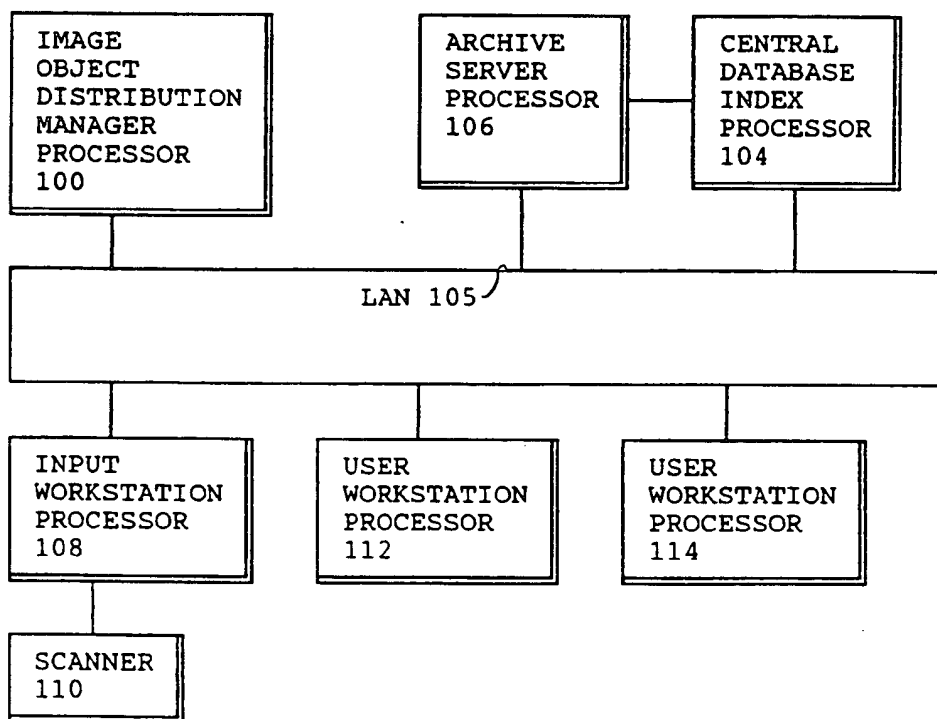 IMAGE
OBJECT
DISTRIBUTION
MANAGER
PROCESSOR
100
ARCHIVE
SERVER
PROCESSOR
106
CENTRAL
DATABASE
INDEX
PROCESSOR
104
LAN 105
INPUT
WORKSTATION
PROCESSOR
108
USER
WORKSTATION
PROCESSOR
112
USER
WORKSTATION
PROCESSOR
114
SCANNER
110